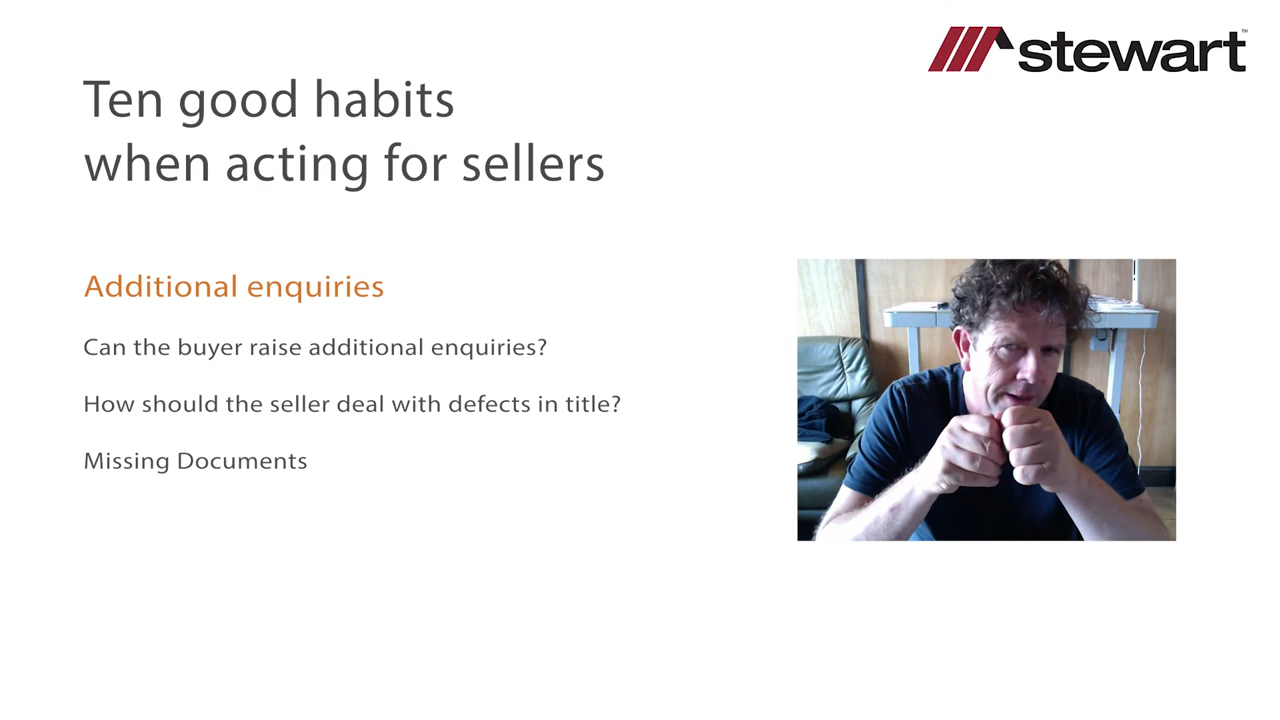 stewart™
Ten good habits
when acting for sellers
Additional enquiries
Can the buyer raise additional enquiries?
How should the seller deal with defects in title?
Missing Documents